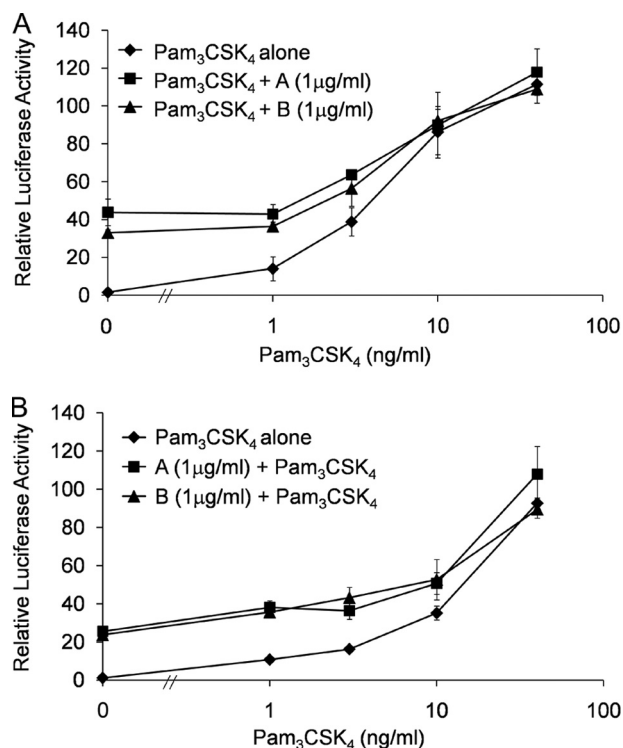 A
Relative Luciferase Activity
140
120
100
80
60
40
20
0
Pam₃CSK₄ alone
Pam₃CSK₄ + A (1μg/ml)
Pam₃CSK₄ + B (1μg/ml)
0
1
10
100
Pam₃CSK₄ (ng/ml)
B
Relative Luciferase Activity
140
120
100
80
60
40
20
0
Pam₃CSK₄ alone
A (1μg/ml) + Pam₃CSK₄
B (1μg/ml) + Pam₃CSK₄
0
1
10
100
Pam₃CSK₄ (ng/ml)